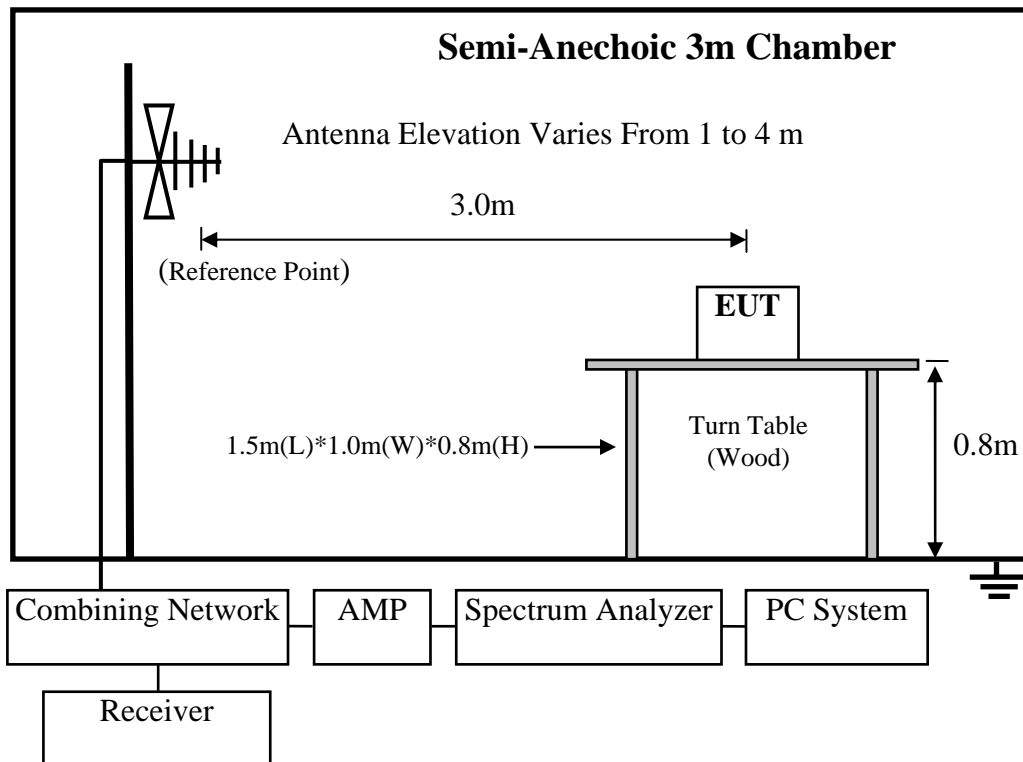 Semi-Anechoic 3m Chamber
Antenna Elevation Varies From 1 to 4 m
3.0m
(Reference Point)
EUT
1.5m(L)*1.0m(W)*0.8m(H)
Turn Table
(Wood)
0.8m
Combining Network
AMP
Spectrum Analyzer
PC System
Receiver